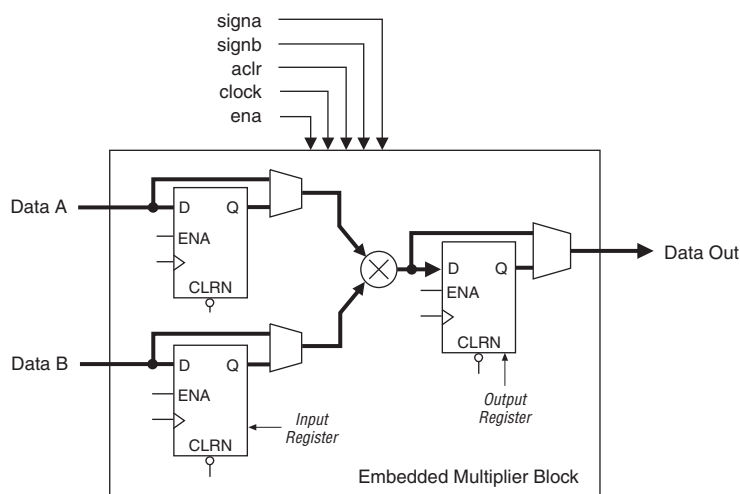 signa
signb
aclr
clock
ena
Data A
D Q
ENA
CLRN
D Q
ENA
CLRN
Data Out
Data B
D Q
ENA
CLRN
Input
Register
Output
Register
Embedded Multiplier Block